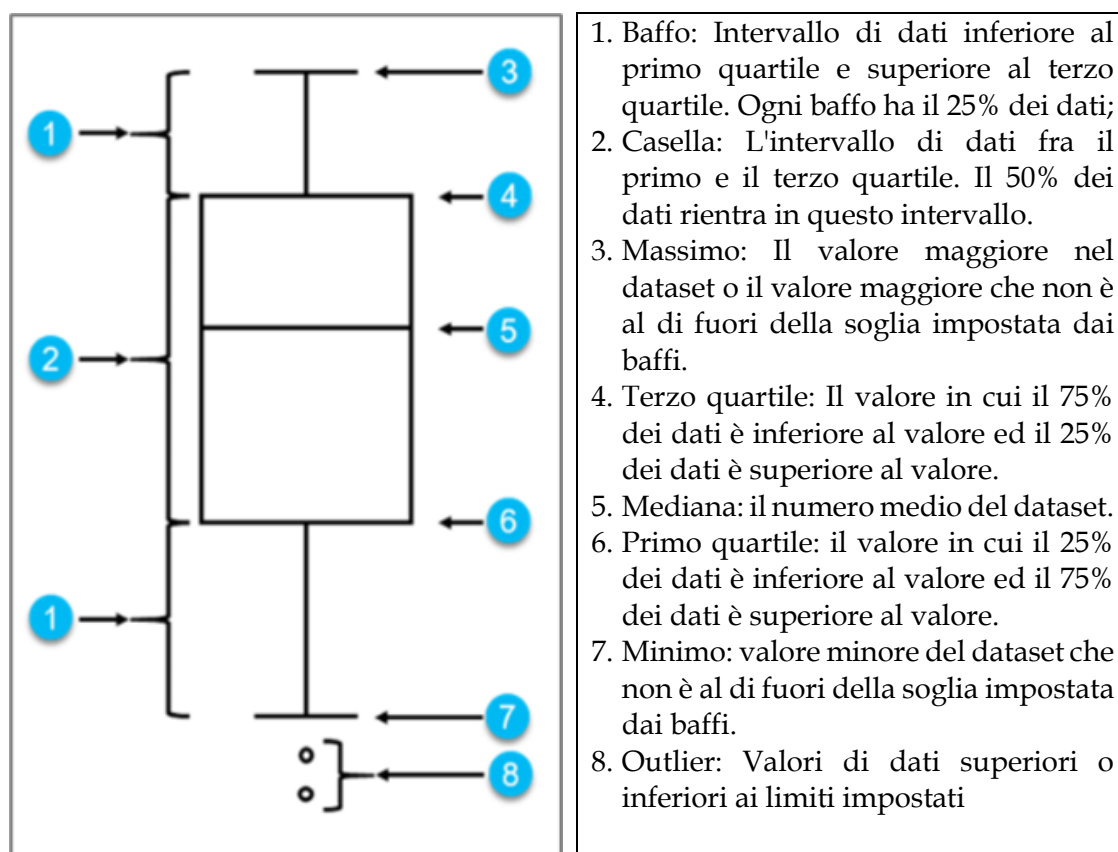 3
1
4
5
2
6
1
7
8
1. Baffo: Intervallo di dati inferiore al
primo quartile e superiore al terzo
quartile. Ogni baffo ha il 25% dei dati;
2. Casella: L'intervallo di dati fra il
primo e il terzo quartile. Il 50% dei
dati rientra in questo intervallo.
3. Massimo: Il valore maggiore nel
dataset o il valore maggiore che non è
al di fuori della soglia impostata dai
baffi.
4. Terzo quartile: Il valore in cui il 75%
dei dati è inferiore al valore ed il 25%
dei dati è superiore al valore.
5. Mediana: il numero medio del dataset.
6. Primo quartile: il valore in cui il 25%
dei dati è inferiore al valore ed il 75%
dei dati è superiore al valore.
7. Minimo: valore minore del dataset che
non è al di fuori della soglia impostata
dai baffi.
8. Outlier: Valori di dati superiori o
inferiori ai limiti impostati